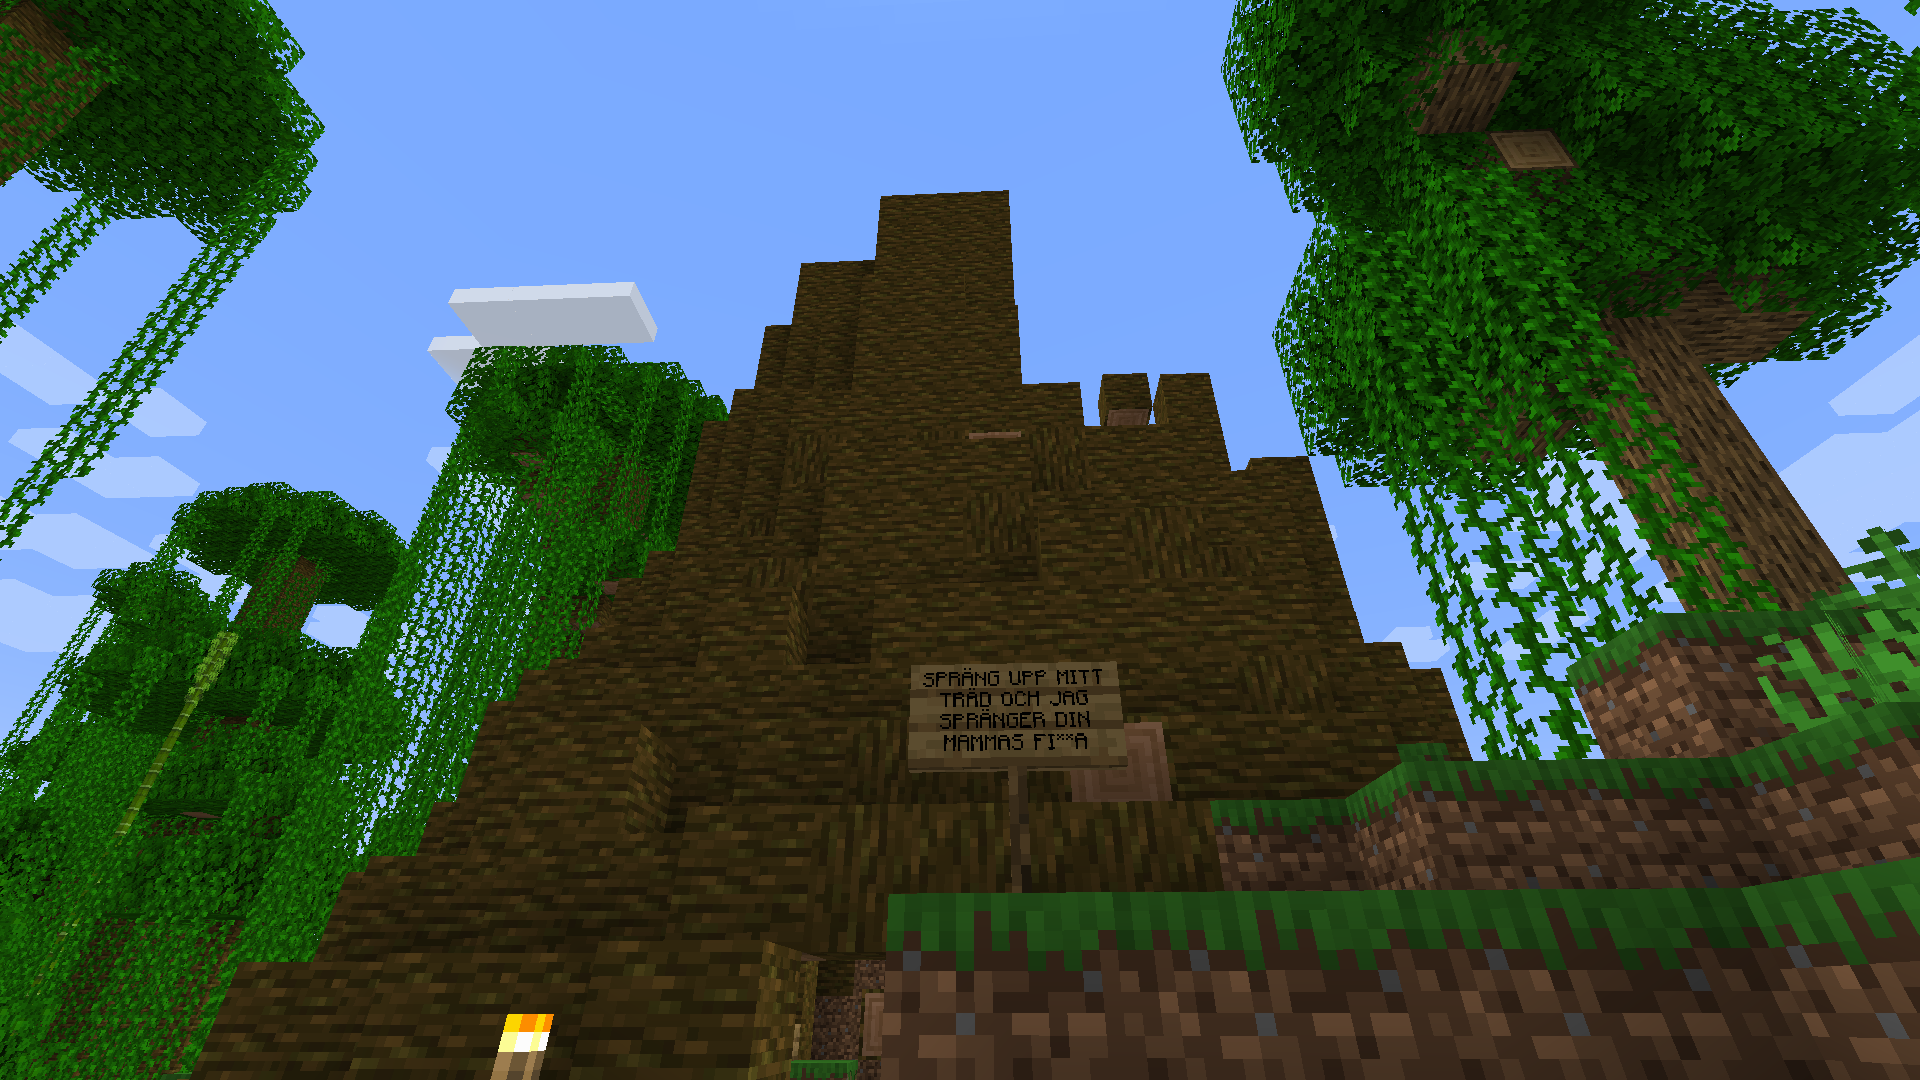 SPRÄNG UPP MITT
TRÄD OCH JAG
SPRÄNGER DIN
MAMMAS FI**A